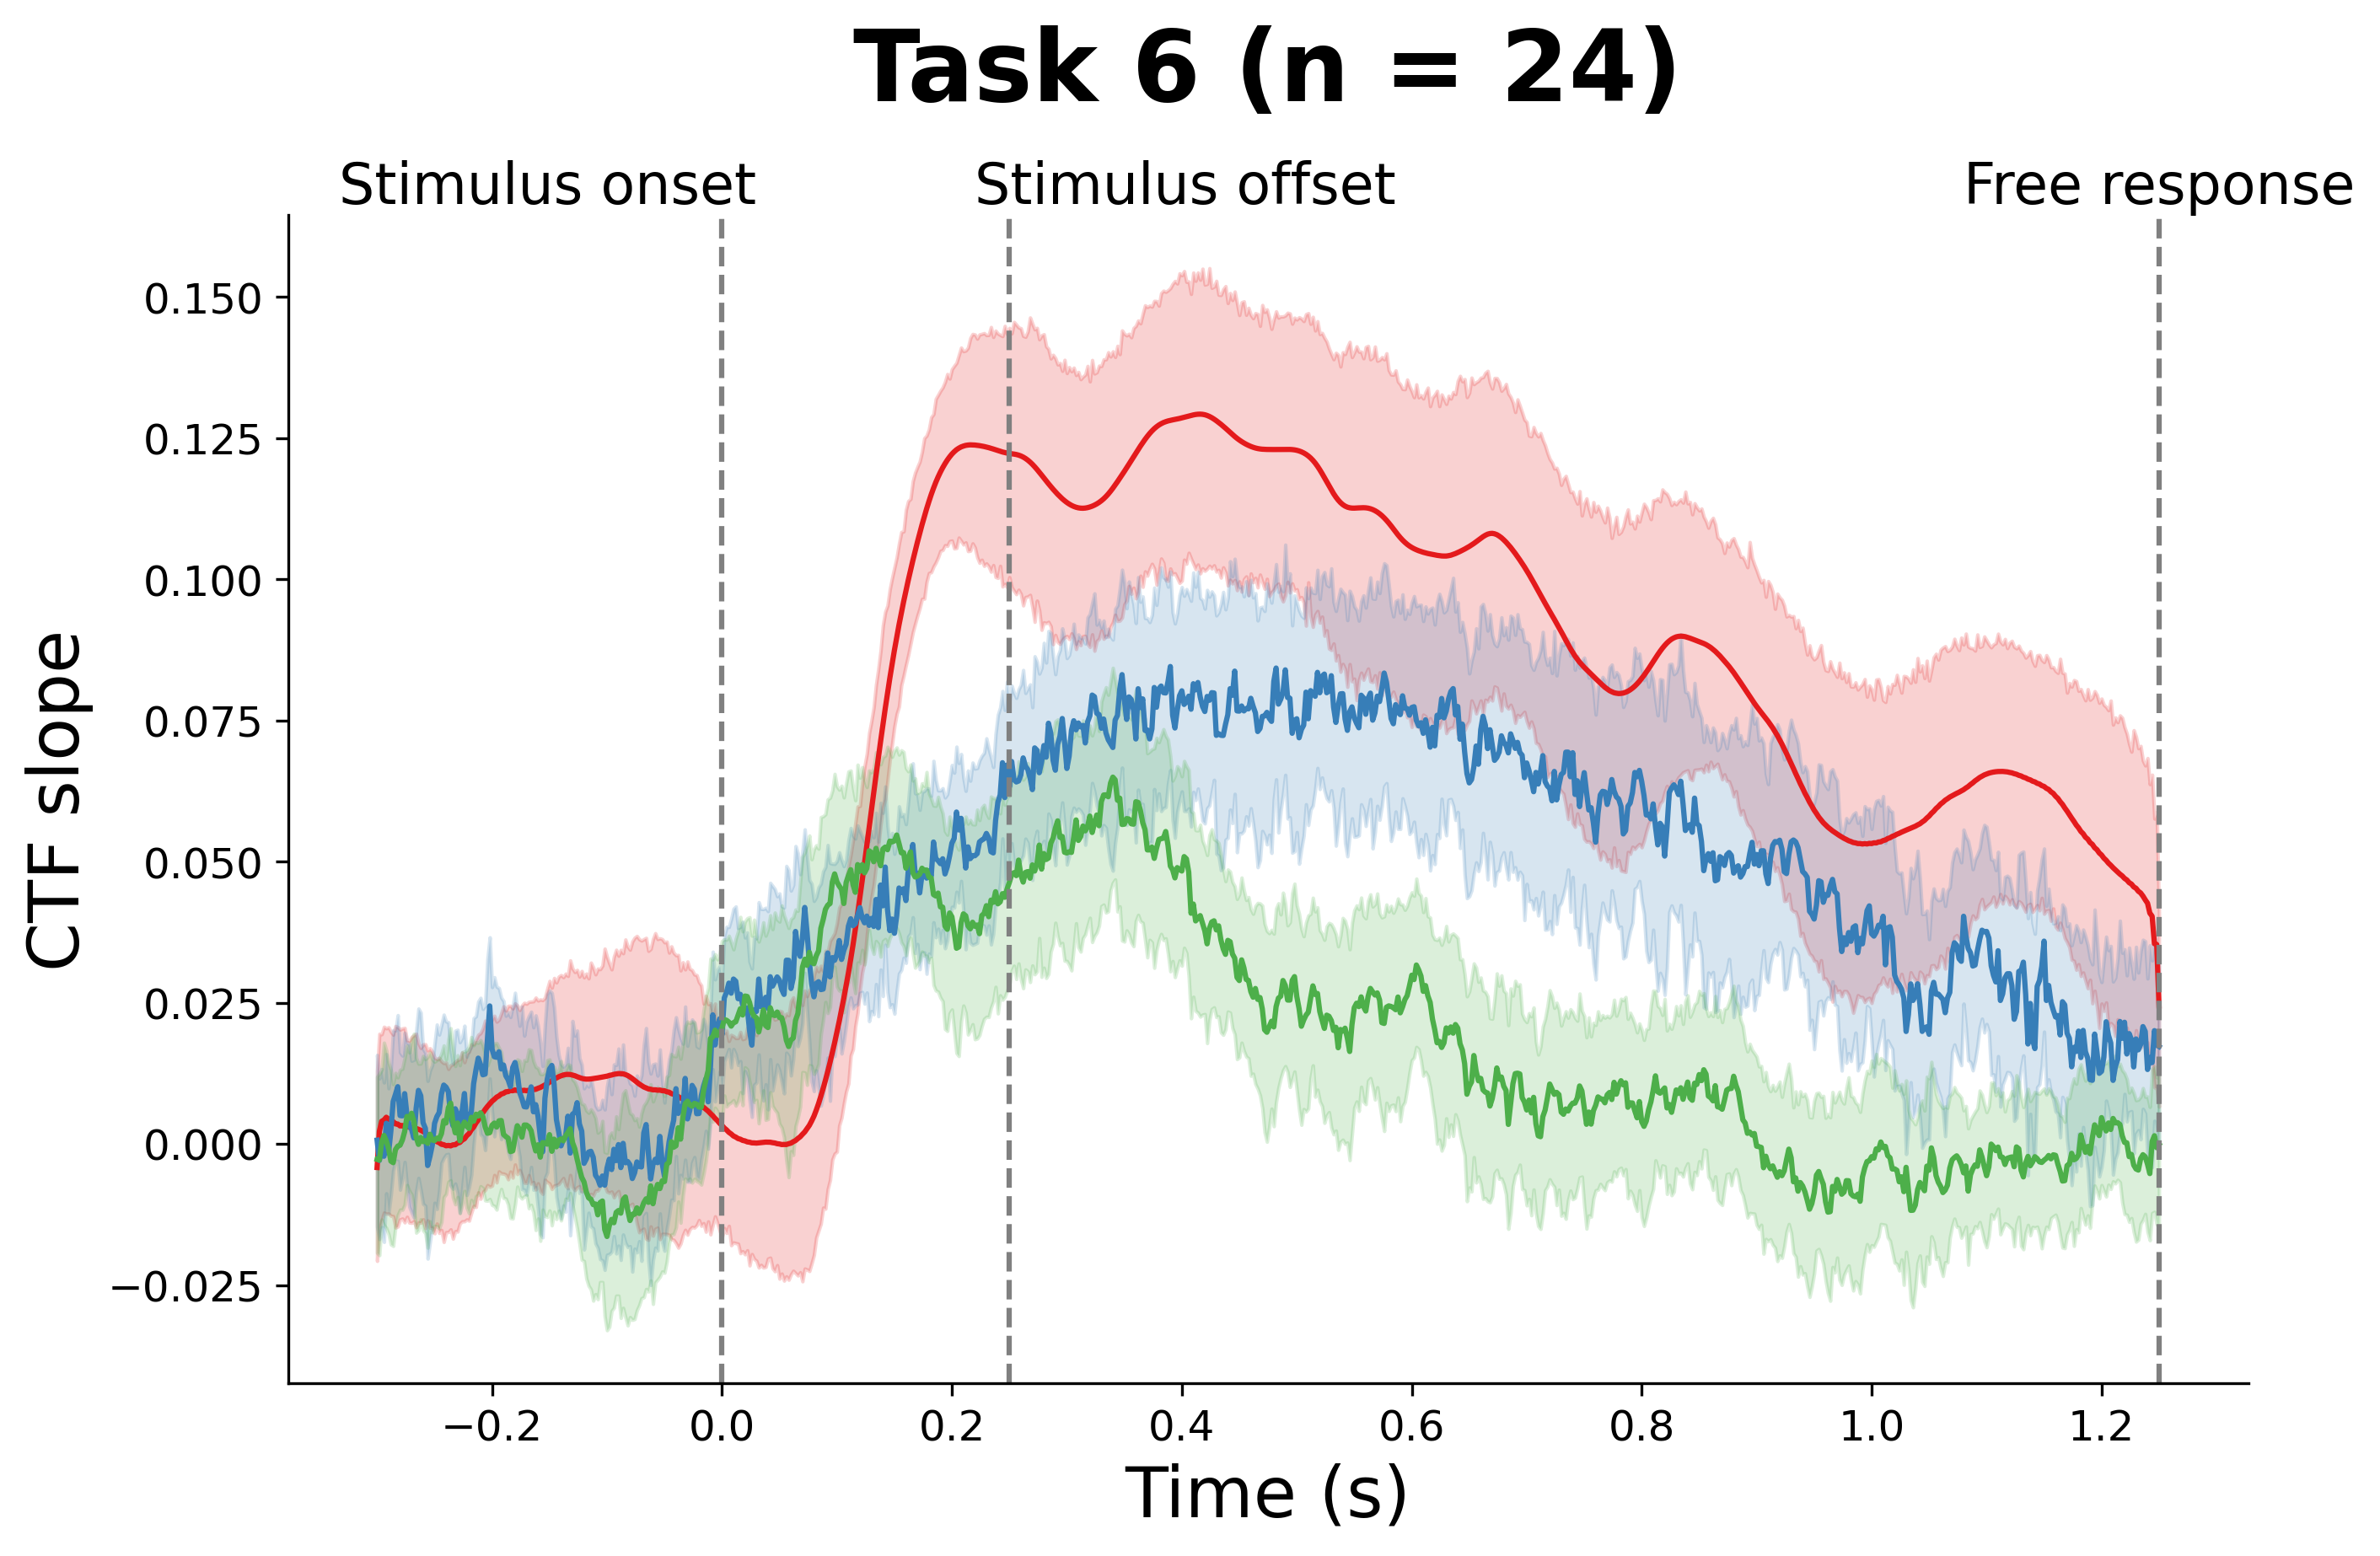 Task 6 (n = 24)
Stimulus onset
Stimulus offset
Free response
0.150
0.125
0.100
0.075
0.050
0.025
0.000
−0.025
CTF slope
−0.2
0.0
0.2
0.4
0.6
0.8
1.0
1.2
Time (s)